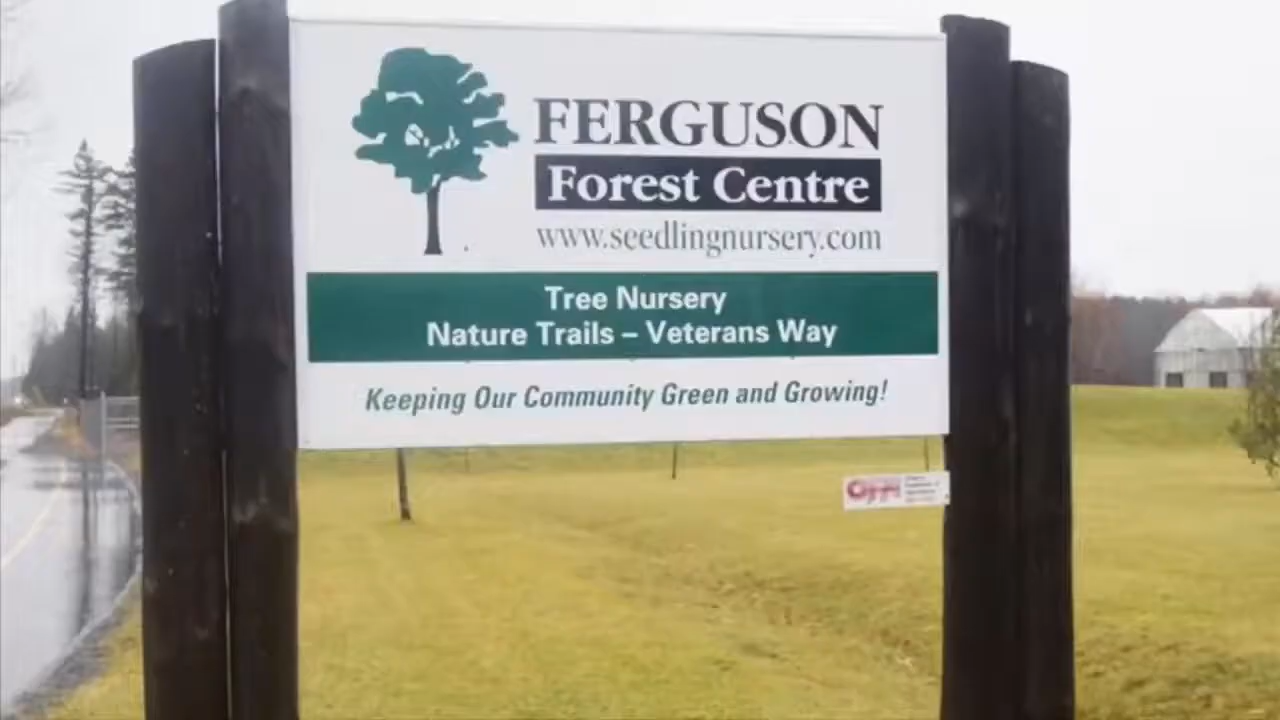 FERGUSON
Forest Centre
www.seedlingnursery.com
Tree Nursery
Nature Trails – Veterans Way
Keeping Our Community Green and Growing!